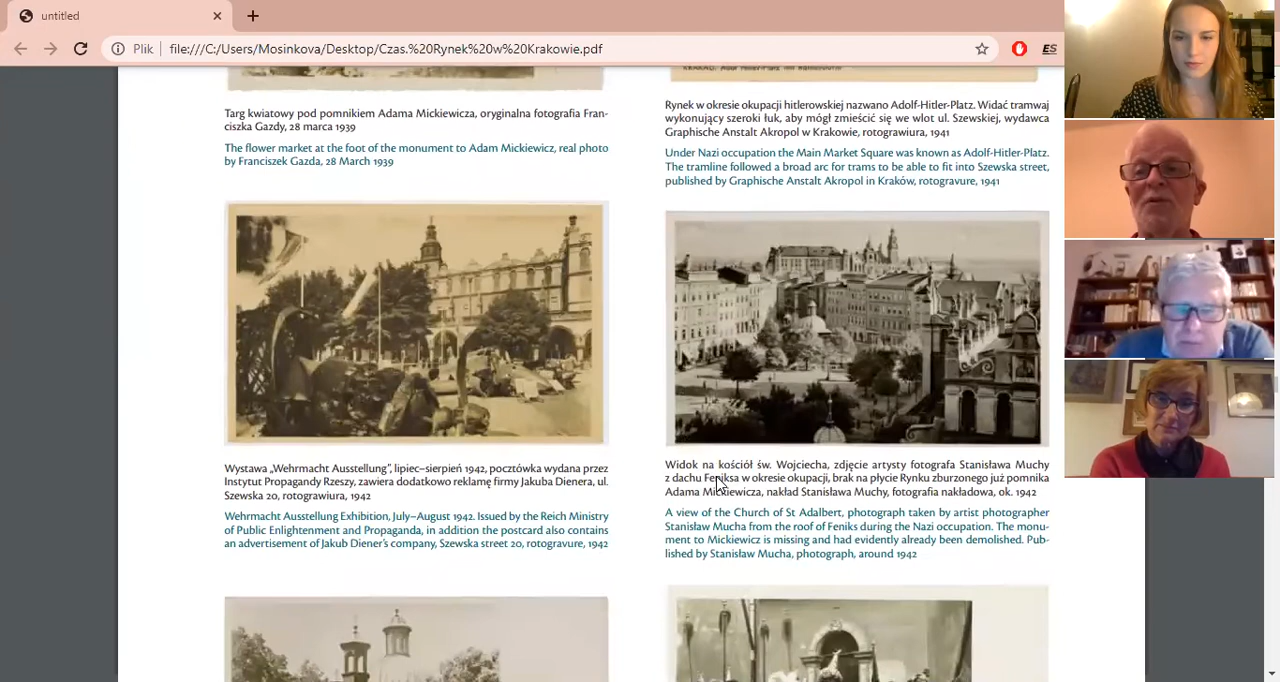 untitled
Plik
file:///C:/Users/Mosinkova/Desktop/Czas.%20Rynek%20w%20Krakowie.pdf
ES
Targ kwiatowy pod pomnikiem Adama Mickiewicza, oryginalna fotografia Fran-
ciszka Gazdy, 28 marca 1939
The flower market at the foot of the monument to Adam Mickiewicz, real photo
by Franciszek Gazda, 28 March 1939
Wystawa „Wehrmacht Ausstellung”, lipiec–sierpień 1942, pocztówka wydana przez
Instytut Propagandy Rzeszy, zawiera dodatkowo reklamę firmy Jakuba Dienera, ul.
Szewska 20, rotograwiura, 1942
Wehrmacht Ausstellung Exhibition, July–August 1942. Issued by the Reich Ministry
of Public Enlightenment and Propaganda, in addition the postcard also contains
an advertisement of Jakub Diener's company, Szewska street 20, rotogravure, 1942
Rynek w okresie okupacji hitlerowskiej nazwano Adolf-Hitler-Platz. Widać tramwaj
wykonujący szeroki łuk, aby mógł zmieścić się we wlot ul. Szewskiej, wydawca
Graphische Anstalt Akropol w Krakowie, rotograwiura, 1941
Under Nazi occupation the Main Market Square was known as Adolf-Hitler-Platz.
The tramline followed a broad arc for trams to be able to fit into Szewska street,
published by Graphische Anstalt Akropol in Kraków, rotogravure, 1941
Widok na kościół św. Wojciecha, zdjęcie artysty fotografa Stanisława Muchy
z dachu Feniksa w okresie okupacji, brak na płycie Rynku zburzonego już pomnika
Adama Mickiewicza, nakład Stanisława Muchy, fotografia nakładowa, ok. 1942
A view of the Church of St Adalbert, photograph taken by artist photographer
Stanisław Mucha from the roof of Feniks during the Nazi occupation. The monu-
ment to Mickiewicz is missing and had evidently already been demolished. Pub-
lished by Stanisław Mucha, photograph, around 1942